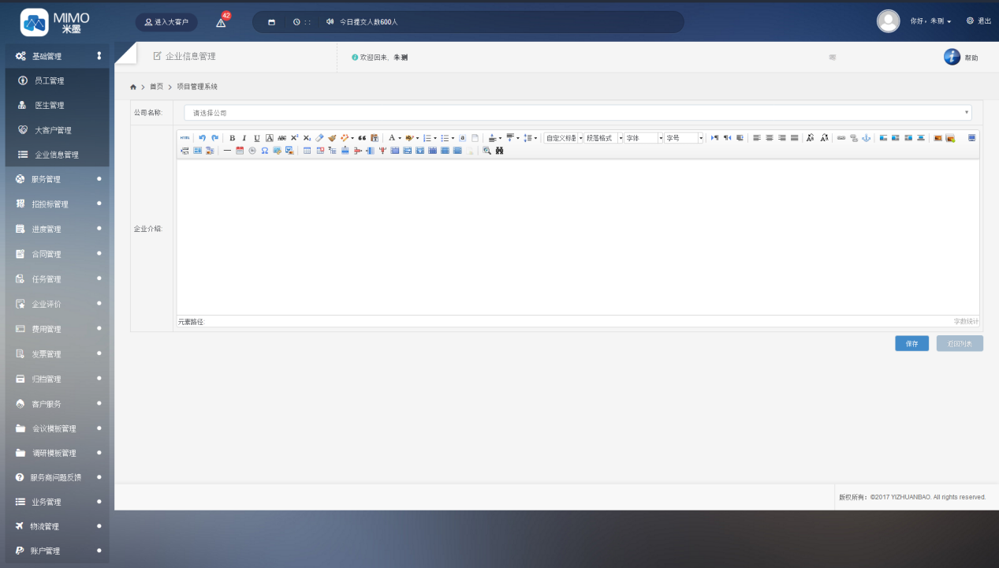 MIMO
米墨
进入大客户
42
: :
今日提交人数600人
你好，朱则
退出
基础管理
员工管理
医生管理
大客户管理
企业信息管理
服务管理
招投标管理
进度管理
合同管理
任务管理
企业评价
费用管理
发票管理
归档管理
客户服务
会议模板管理
调研模板管理
服务商问题反馈
业务管理
物流管理
账户管理
企业信息管理
欢迎回来, 朱测
帮助
首页
项目管理系统
公司名称:
请选择公司
HTML
B I U A ABC X² X₂
自定义标题
段落格式
字体
字号
企业介绍:
元素路径:
字数统计
保存
返回列表
版权所有：©2017 YIZHUANBAO. All rights reserved.